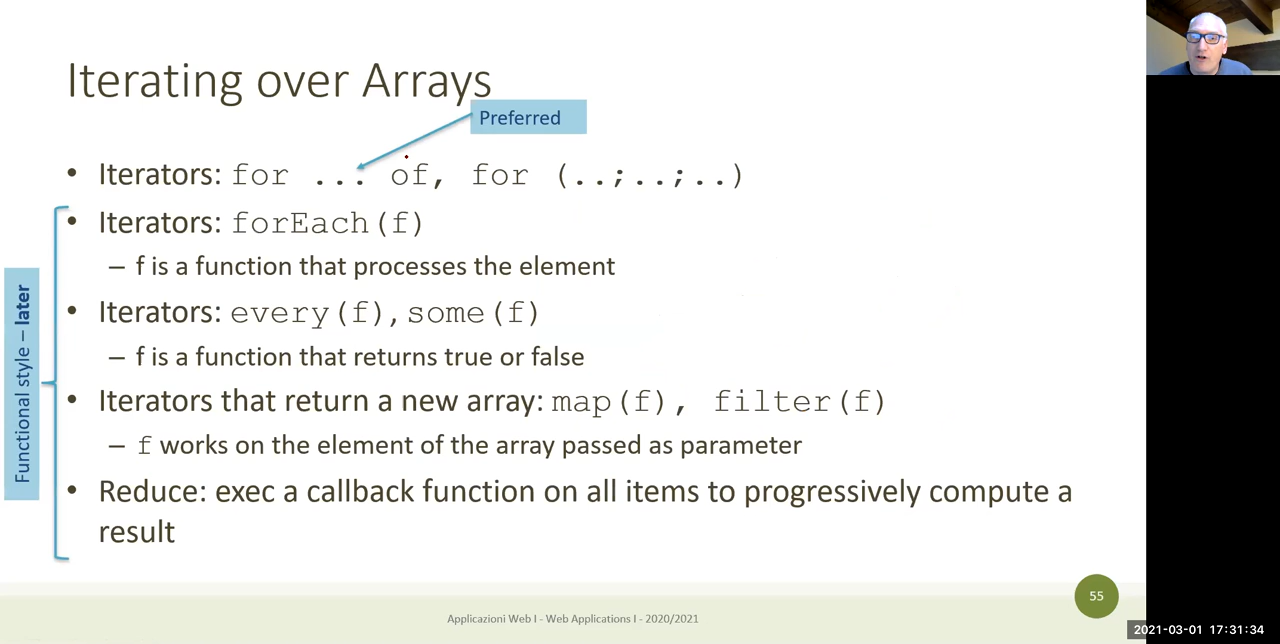 Iterating over Arrays
Preferred
• Iterators: for ... of, for (..;..;..)
• Iterators: forEach(f)
– f is a function that processes the element
• Iterators: every(f), some(f)
– f is a function that returns true or false
• Iterators that return a new array: map(f), filter(f)
– f works on the element of the array passed as parameter
• Reduce: exec a callback function on all items to progressively compute a
result
Functional style – later
55
Applicazioni Web I - Web Applications I - 2020/2021
2021-03-01 17:31:34